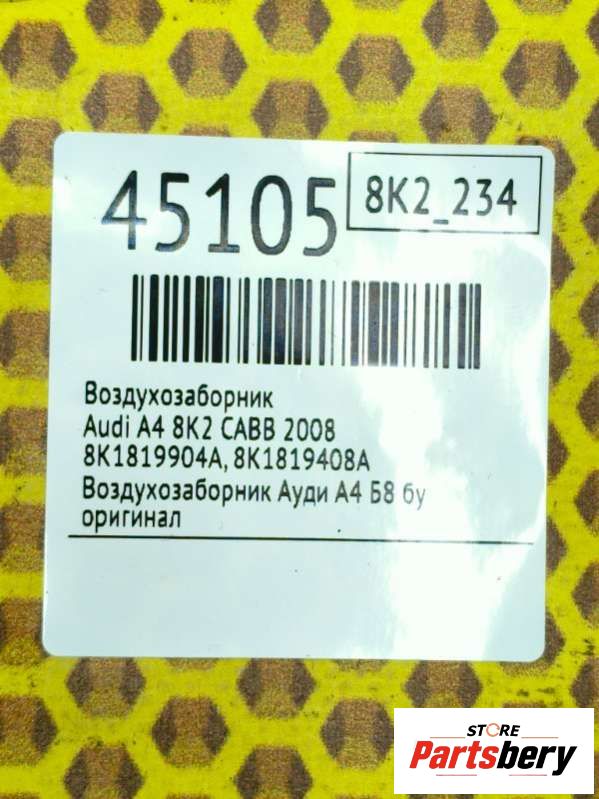 45105
8K2_234
Воздухозаборник
Audi A4 8K2 CABB 2008
8K1819904A, 8K1819408A
Воздухозаборник Ауди А4 Б8 бу
оригинал
STORE
Partsbery